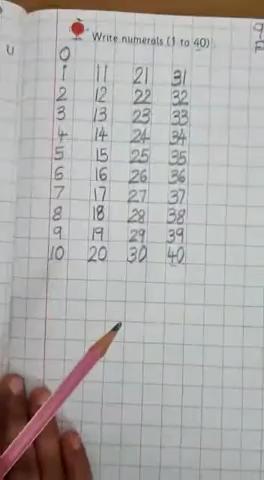 Write numerals (1 to 40)
U
0
1 11 21 31
2 12 22 32
3 13 23 33
4 14 24 34
5 15 25 35
6 16 26 36
7 17 27 37
8 18 28 38
9 19 29 39
10 20 30 40